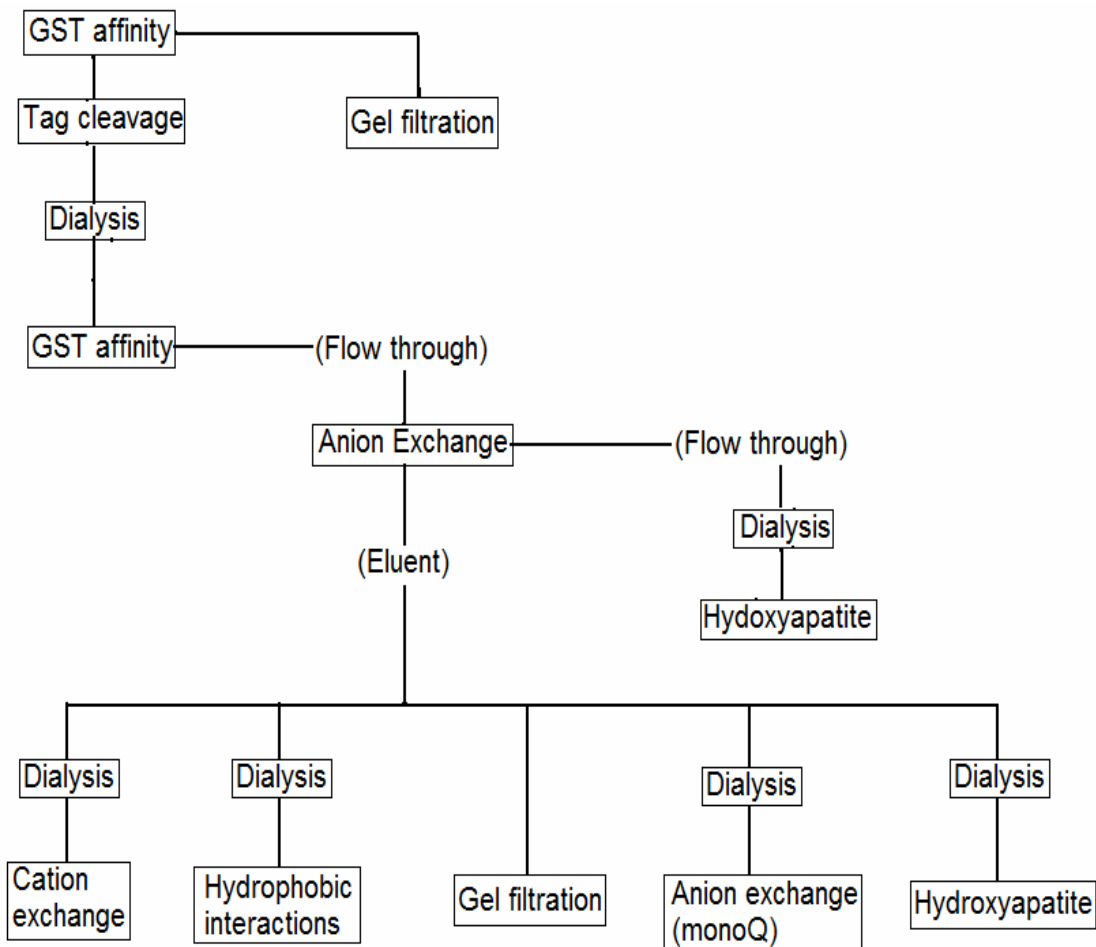 GST affinity
Tag cleavage
Gel filtration
Dialysis
GST affinity
(Flow through)
Anion Exchange
(Flow through)
Dialysis
(Eluent)
Hydoxyapatite
Dialysis
Dialysis
Dialysis
Dialysis
Cation
exchange
Hydrophobic
interactions
Gel filtration
Anion exchange
(monoQ)
Hydroxyapatite